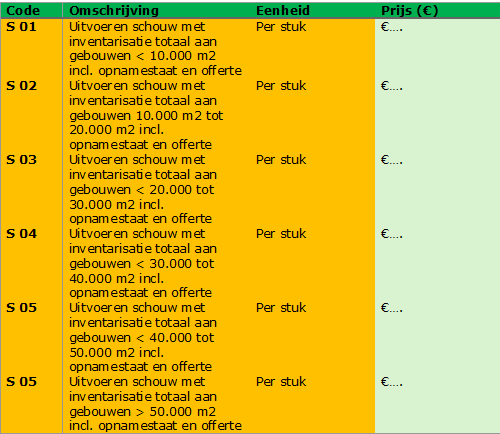 Code Omschrijving Eenheid Prijs (€)
S 01 Uitvoeren schouw met Per stuk €….
inventarisatie totaal aan
gebouwen < 10.000 m2
incl. opnamestaat en offerte
S 02 Uitvoeren schouw met Per stuk €….
inventarisatie totaal aan
gebouwen 10.000 m2 tot
20.000 m2 incl.
opnamestaat en offerte
S 03 Uitvoeren schouw met Per stuk €….
inventarisatie totaal aan
gebouwen < 20.000 tot
30.000 m2 incl.
opnamestaat en offerte
S 04 Uitvoeren schouw met Per stuk €….
inventarisatie totaal aan
gebouwen < 30.000 tot
40.000 m2 incl.
opnamestaat en offerte
S 05 Uitvoeren schouw met Per stuk €….
inventarisatie totaal aan
gebouwen < 40.000 tot
50.000 m2 incl.
opnamestaat en offerte
S 05 Uitvoeren schouw met Per stuk €….
inventarisatie totaal aan
gebouwen > 50.000 m2
incl. opnamestaat en offerte